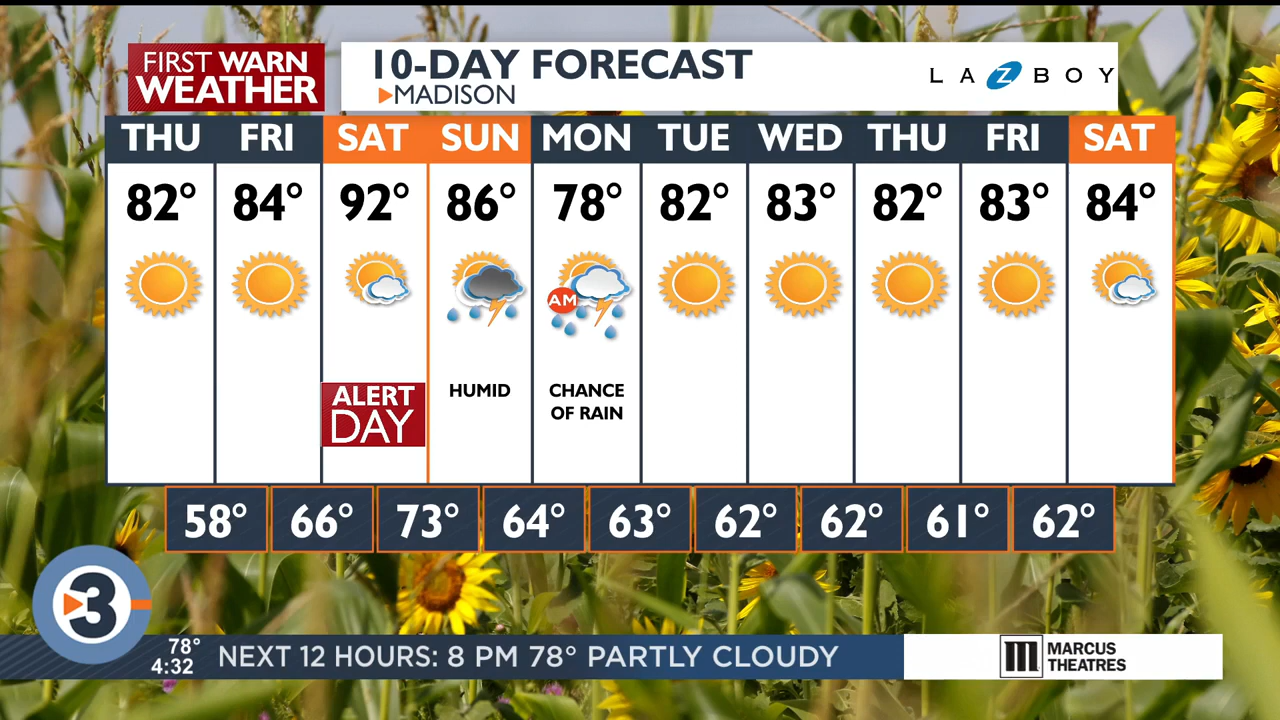 FIRST WARN
WEATHER
10-DAY FORECAST
MADISON
LA Z BOY
THU FRI SAT SUN MON TUE WED THU FRI SAT
82° 84° 92° 86° 78° 82° 83° 82° 83° 84°
AM
ALERT
DAY
HUMID
CHANCE
OF RAIN
58° 66° 73° 64° 63° 62° 62° 61° 62°
3
78°
4:32
NEXT 12 HOURS: 8 PM 78° PARTLY CLOUDY
M
MARCUS
THEATRES